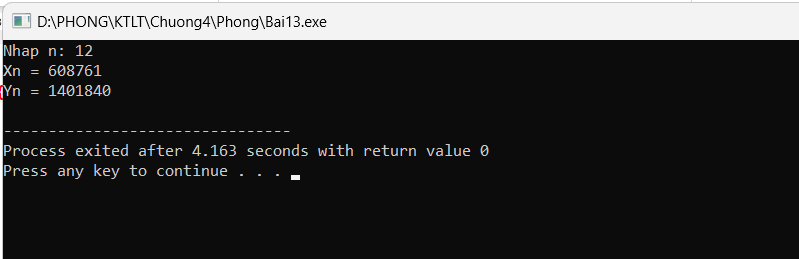 D:\PHONG\KTLT\Chuong4\Phong\Bai13.exe
Nhap n: 12
Xn = 608761
Yn = 1401840
--------------------------------
Process exited after 4.163 seconds with return value 0
Press any key to continue . . .